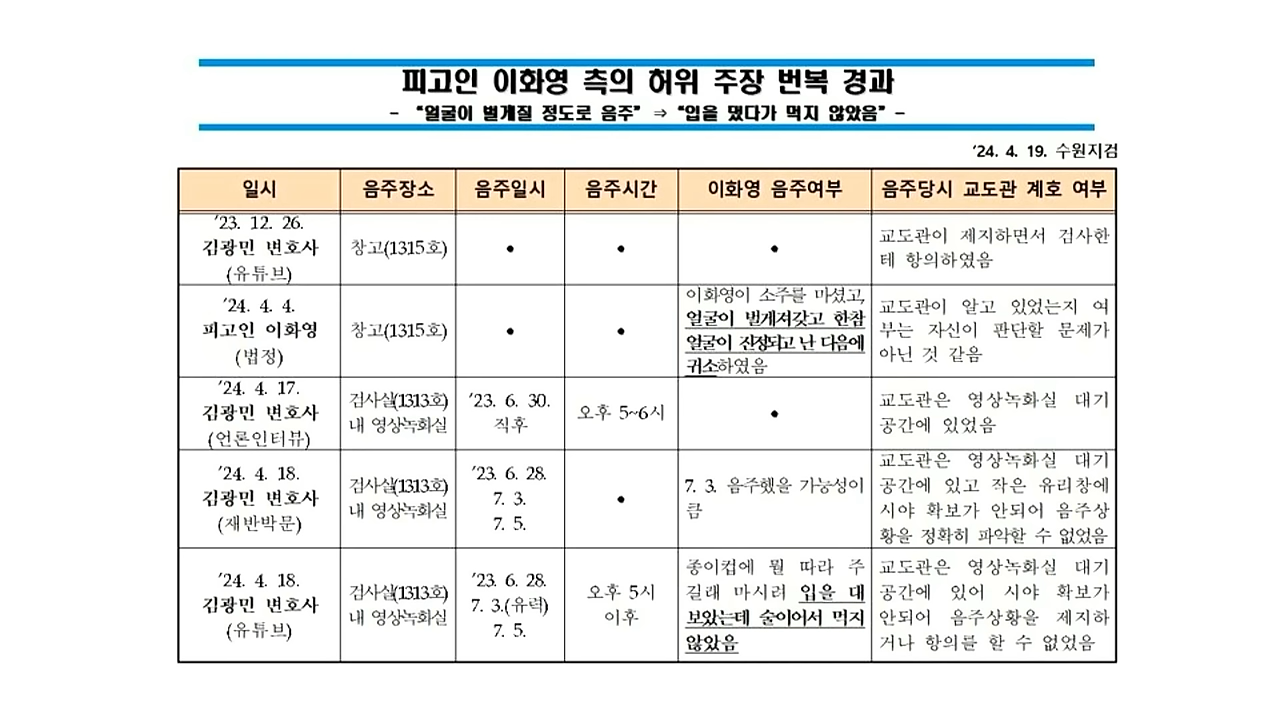 피고인 이화영 측의 허위 주장 번복 경과
- “얼굴이 벌게질 정도로 음주” ⇒ “입을 댔다가 먹지 않았음” -
'24. 4. 19. 수원지검
일시 음주장소 음주일시 음주시간 이화영 음주여부 음주당시 교도관 계호 여부
'23. 12. 26.
김광민 변호사
(유튜브)
창고(1315호)
•
•
•
교도관이 제지하면서 검사한
테 항의하였음
'24. 4. 4.
피고인 이화영
(법정)
창고(1315호)
•
•
이화영이 소주를 마셨고,
얼굴이 벌게져갖고 한참
얼굴이 진정되고 난 다음에
귀소하였음
교도관이 알고 있었는지 여
부는 자신이 판단할 문제가
아닌 것 같음
'24. 4. 17.
김광민 변호사
(언론인터뷰)
검사실(1313호)
내 영상녹화실
'23. 6. 30.
직후
오후 5~6시
•
교도관은 영상녹화실 대기
공간에 있었음
'24. 4. 18.
김광민 변호사
(재반박문)
검사실(1313호)
내 영상녹화실
'23. 6. 28.
7. 3.
7. 5.
•
7. 3. 음주했을 가능성이
큼
교도관은 영상녹화실 대기
공간에 있고 작은 유리창에
시야 확보가 안되어 음주상
황을 정확히 파악할 수 없었음
'24. 4. 18.
김광민 변호사
(유튜브)
검사실(1313호)
내 영상녹화실
'23. 6. 28.
7. 3.(유력)
7. 5.
오후 5시
이후
종이컵에 뭘 따라 주
길래 마시려 입을 대
보았는데 술이어서 먹지
않았음
교도관은 영상녹화실 대기
공간에 있어 시야 확보가
안되어 음주상황을 제지하
거나 항의를 할 수 없었음